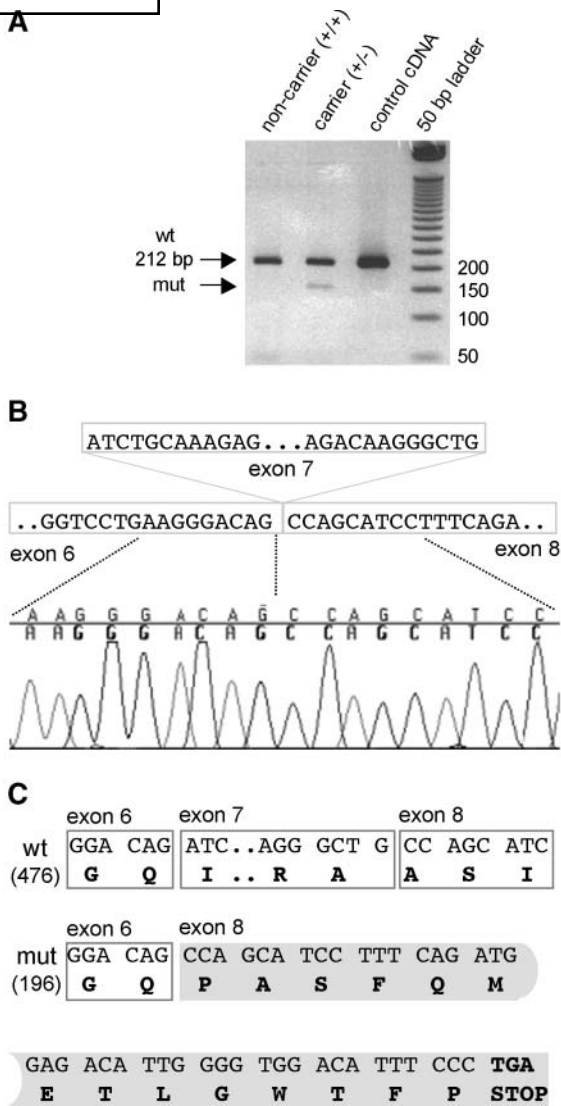 A
non-carrier (+/+)
carrier (+/-)
control cDNA
50 bp ladder
wt
212 bp
mut
200
150
100
50
B
ATCTGCAAAGAG...AGACAAGGGCTG
exon 7
..GGTCCTGAAGGGACAG CCAGCATCCTTTCAGA..
exon 6
exon 8
A A G G G A C A G C C A G C A T C C
A A G G G A C A G C C A G C A T C C
C
exon 6 exon 7 exon 8
wt GGA CAG ATC..AGG GCT G CC AGC ATC
(476) G Q I .. R A A S I
exon 6 exon 8
mut GGA CAG CCA GCA TCC TTT CAG ATG
(196) G Q P A S F Q M
GAG ACA TTG GGG TGG ACA TTT CCC TGA
E T L G W T F P STOP